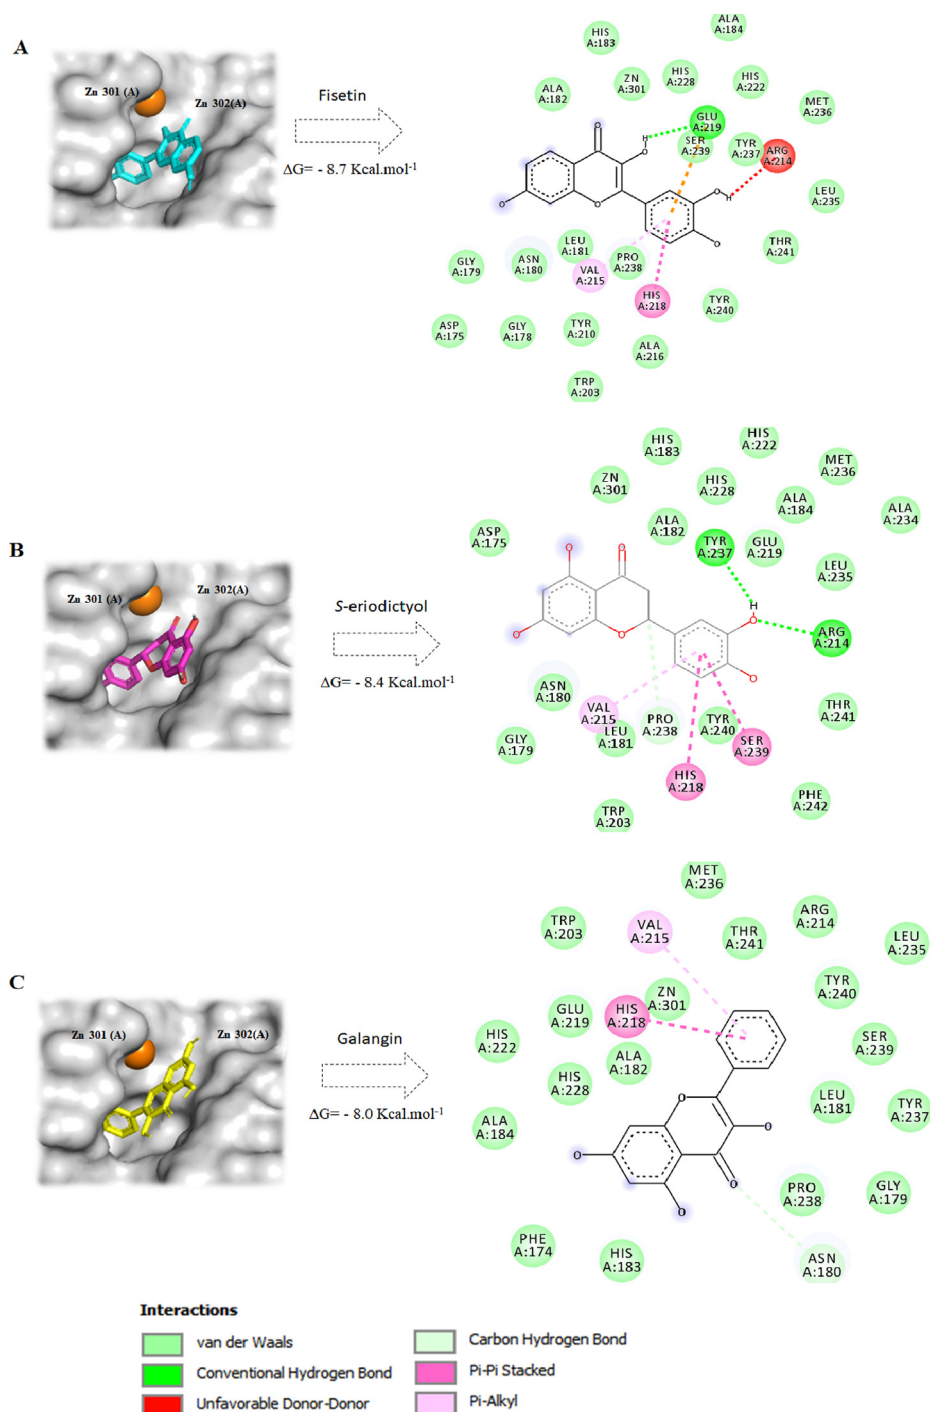 A
Zn 301 (A)
Zn 302(A)
Fisetin
ΔG= - 8.7 Kcal.mol-1
ALA
A:184
HIS
A:183
ZN
A:301
HIS
A:228
HIS
A:222
ALA
A:182
MET
A:236
GLU
A:219
SER
A:239
TYR
A:237
ARG
A:214
O
H
O
O
H
O
O
O
LEU
A:235
THR
A:241
LEU
A:181
PRO
A:238
GLY
A:179
ASN
A:180
VAL
A:215
HIS
A:218
TYR
A:240
ASP
A:175
GLY
A:178
TYR
A:210
ALA
A:216
TRP
A:203
B
Zn 301 (A)
Zn 302(A)
S-eriodictyol
ΔG= - 8.4 Kcal.mol-1
HIS
A:183
HIS
A:222
MET
A:236
ZN
A:301
HIS
A:228
ALA
A:184
ALA
A:234
ASP
A:175
ALA
A:182
TYR
A:237
GLU
A:219
LEU
A:235
O
O
H
O
O
O
O
ARG
A:214
ASN
A:180
VAL
A:215
LEU
A:181
PRO
A:238
TYR
A:240
SER
A:239
THR
A:241
GLY
A:179
HIS
A:218
PHE
A:242
TRP
A:203
C
Zn 301 (A)
Zn 302(A)
Galangin
ΔG= - 8.0 Kcal.mol-1
MET
A:236
TRP
A:203
VAL
A:215
THR
A:241
ARG
A:214
LEU
A:235
GLU
A:219
HIS
A:218
ZN
A:301
TYR
A:240
HIS
A:222
HIS
A:228
ALA
A:182
SER
A:239
ALA
A:184
LEU
A:181
TYR
A:237
O
O
O
O
O
PRO
A:238
GLY
A:179
PHE
A:174
HIS
A:183
ASN
A:180
Interactions
van der Waals
Conventional Hydrogen Bond
Unfavorable Donor-Donor
Carbon Hydrogen Bond
Pi-Pi Stacked
Pi-Alkyl